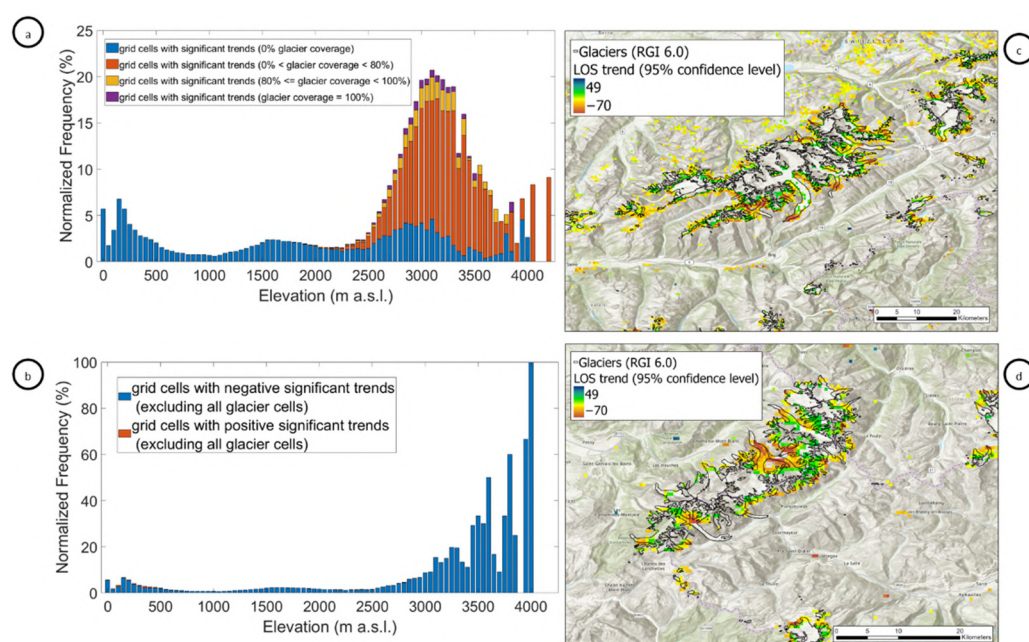 a
25
20
15
10
5
0
Normalized Frequency (%)
grid cells with significant trends (0% glacier coverage)
grid cells with significant trends (0% < glacier coverage < 80%)
grid cells with significant trends (80% <= glacier coverage < 100%)
grid cells with significant trends (glacier coverage = 100%)
0 500 1000 1500 2000 2500 3000 3500 4000
Elevation (m a.s.l.)
c
Glaciers (RGI 6.0)
LOS trend (95% confidence level)
49
−70
0 5 10 20
Kilometers
b
100
80
60
40
20
0
Normalized Frequency (%)
grid cells with negative significant trends
(excluding all glacier cells)
grid cells with positive significant trends
(excluding all glacier cells)
0 500 1000 1500 2000 2500 3000 3500 4000
Elevation (m a.s.l.)
d
Glaciers (RGI 6.0)
LOS trend (95% confidence level)
49
−70
0 5 10 20
Kilometers